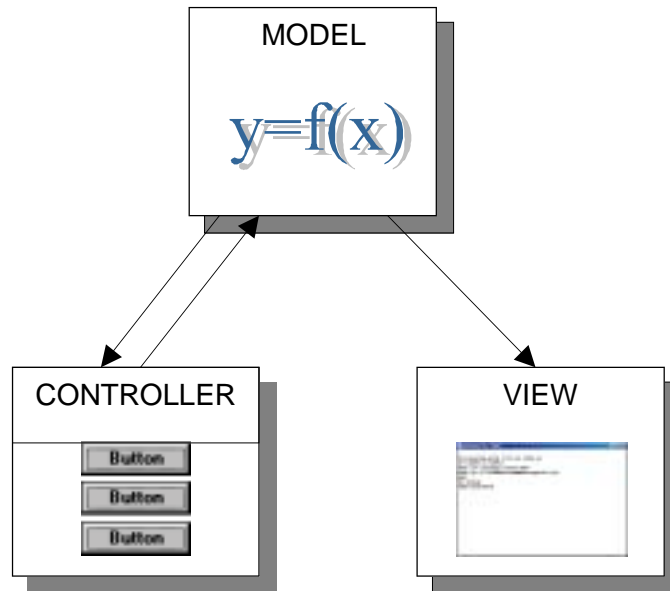 MODEL
y=f(x)
CONTROLLER
VIEW
Button
Button
Button